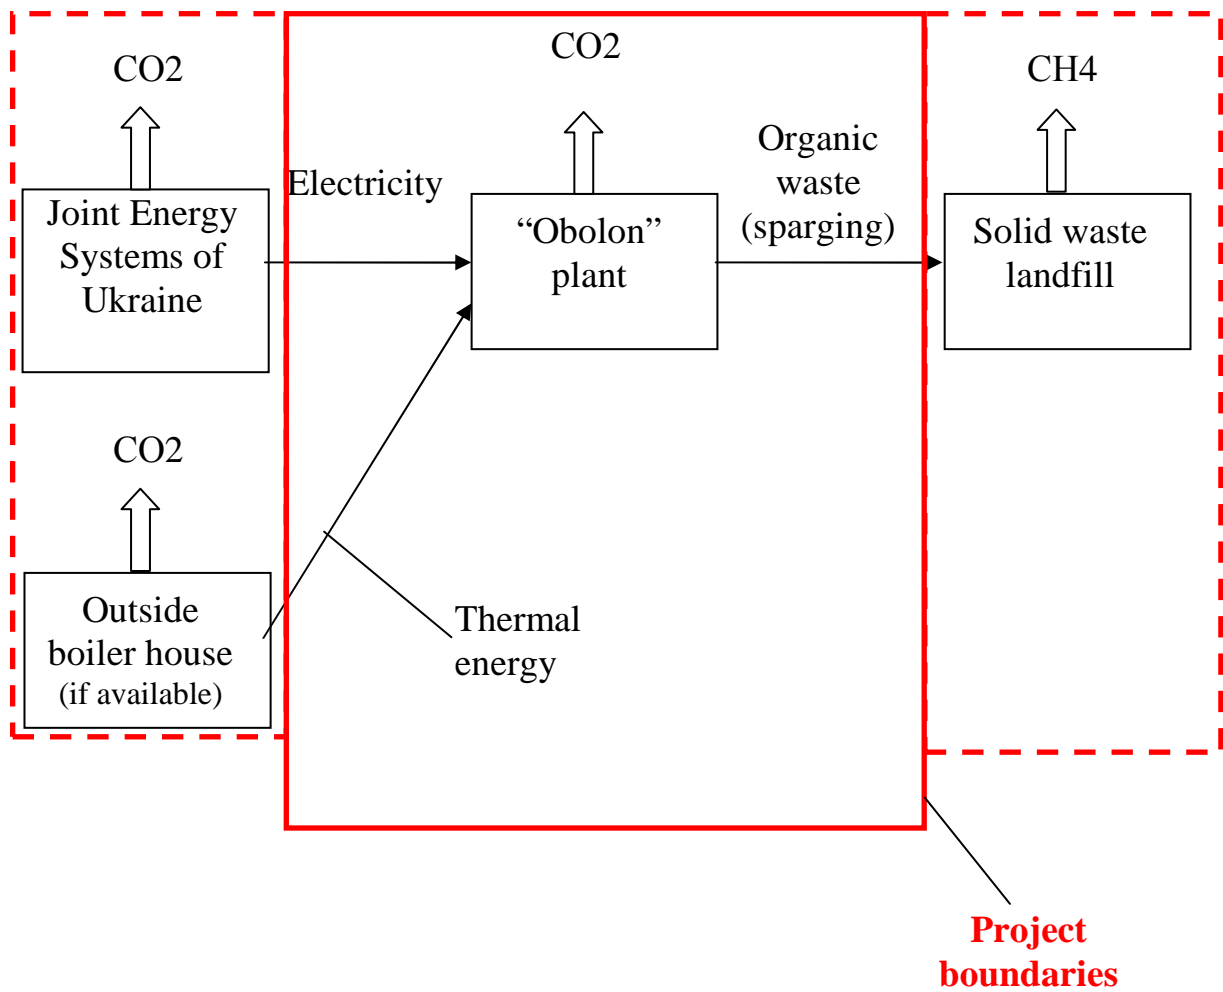 CO2
CO2
CH4
Electricity
Organic
waste
(sparging)
Joint Energy
Systems of
Ukraine
“Obolon”
plant
Solid waste
landfill
CO2
Outside
boiler house
(if available)
Thermal
energy
Project
boundaries